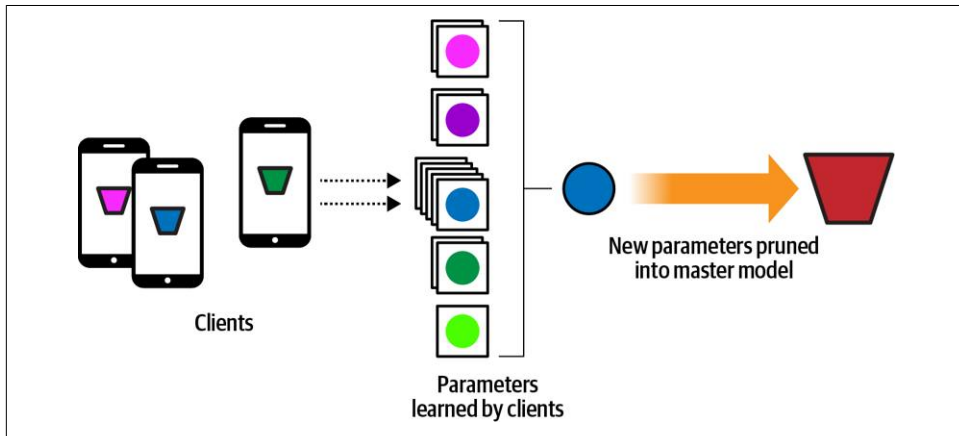 Clients
Parameters
learned by clients
New parameters pruned
into master model